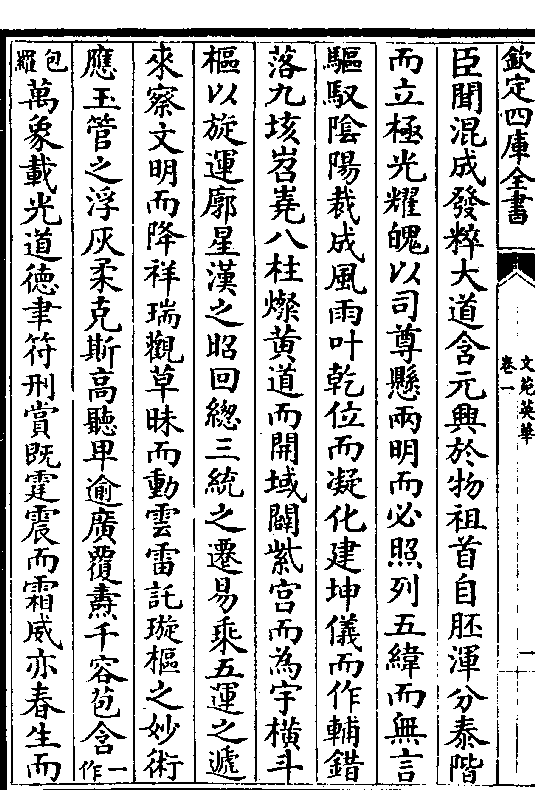 欽定四庫全書
文苑英華
卷一
一
臣聞混成發粹大道含元興於物祖首自胚渾分泰階
而立極光耀魄以司尊懸兩明而必照列五緯而無言
驅馭陰陽裁成風雨叶乾位而凝化建坤儀而作輔錯
落九垓岧嶤八柱燦黄道而開域闢紫宫而為宇横斗
樞以旋運廓星漢之昭回總三統之遷易乘五運之遞
來察文明而降祥瑞觀草昧而動雲雷託璇樞之妙術
應玉管之浮灰柔克斯高聽卑逾廣覆燾千容苞含一作
包羅萬象載光道德聿符刑賞既霆震而霜威亦春生而